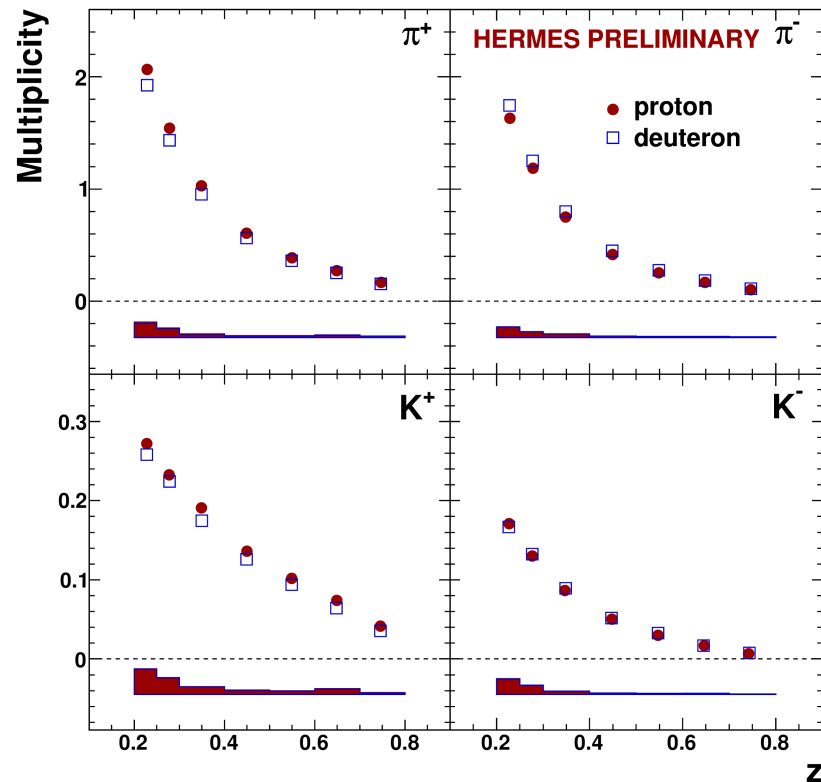 Multiplicity
π+
HERMES PRELIMINARY π-
proton
deuteron
2
1
0
K+
K-
0.3
0.2
0.1
0
0.2 0.4 0.6 0.8 0.2 0.4 0.6 0.8
z